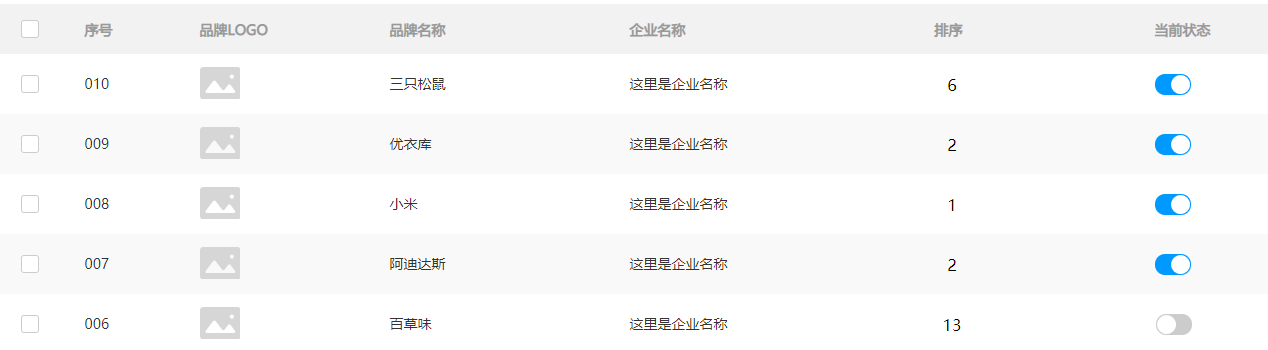 序号 品牌LOGO 品牌名称 企业名称 排序 当前状态
010 三只松鼠 这里是企业名称 6
009 优衣库 这里是企业名称 2
008 小米 这里是企业名称 1
007 阿迪达斯 这里是企业名称 2
006 百草味 这里是企业名称 13